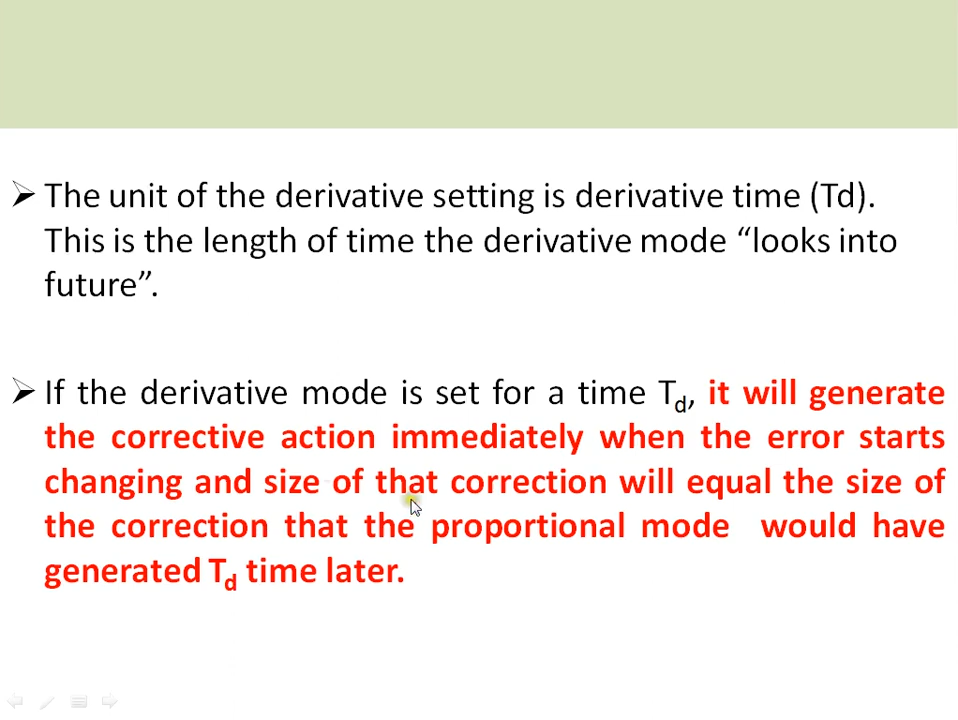 ➢ The unit of the derivative setting is derivative time (Td).
This is the length of time the derivative mode “looks into
future”.
➢ If the derivative mode is set for a time Td, it will generate
the corrective action immediately when the error starts
changing and size of that correction will equal the size of
the correction that the proportional mode would have
generated Td time later.